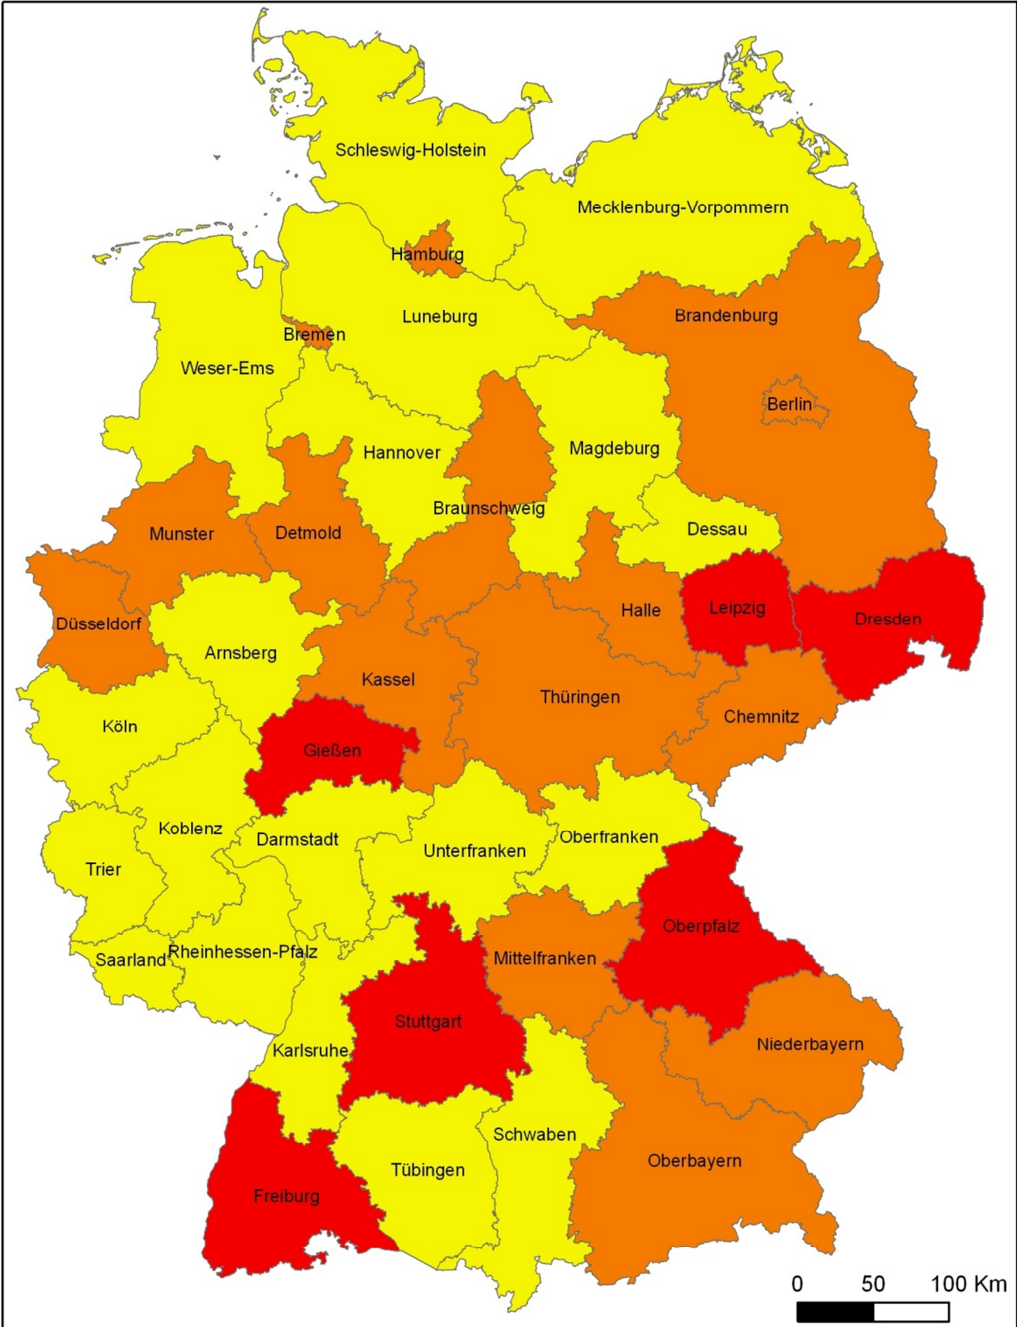 Schleswig-Holstein
Mecklenburg-Vorpommern
Hamburg
Brandenburg
Luneburg
Bremen
Weser-Ems
Berlin
Hannover
Magdeburg
Braunschweig
Munster
Detmold
Dessau
Düsseldorf
Halle
Leipzig
Dresden
Arnsberg
Kassel
Thüringen
Chemnitz
Köln
Gießen
Koblenz
Darmstadt
Oberfranken
Unterfranken
Trier
Oberpfalz
Saarland
Rheinhessen-Pfalz
Mittelfranken
Stuttgart
Niederbayern
Karlsruhe
Schwaben
Oberbayern
Tübingen
Freiburg
0 50 100 Km